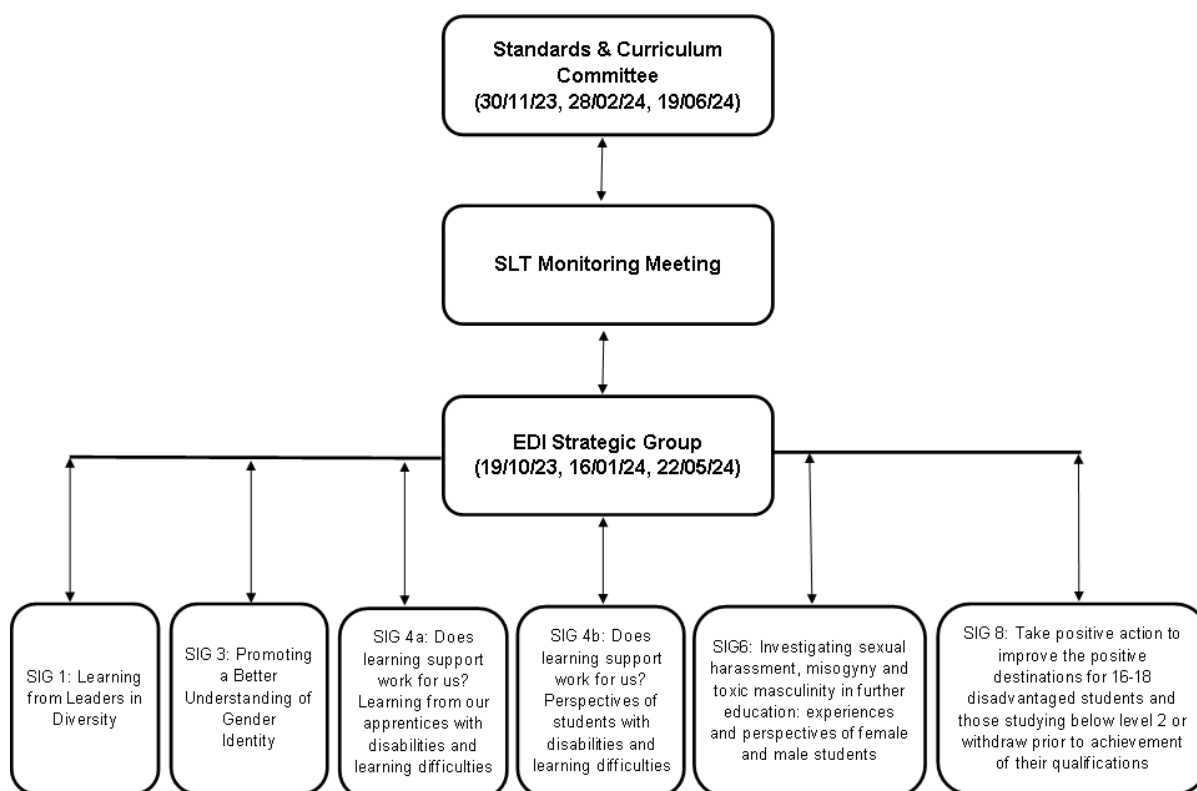 Standards & Curriculum
Committee
(30/11/23, 28/02/24, 19/06/24)
SLT Monitoring Meeting
EDI Strategic Group
(19/10/23, 16/01/24, 22/05/24)
SIG 1: Learning
from Leaders in
Diversity
SIG 3: Promoting
a Better
Understanding of
Gender
Identity
SIG 4a: Does
learning support
work for us?
Learning from our
apprentices with
disabilities and
learning difficulties
SIG 4b: Does
learning support
work for us?
Perspectives of
students with
disabilities and
learning difficulties
SIG6: Investigating sexual
harassment, misogyny and
toxic masculinity in further
education: experiences
and perspectives of female
and male students
SIG 8: Take positive action to
improve the positive
destinations for 16-18
disadvantaged students and
those studying below level 2 or
withdraw prior to achievement
of their qualifications